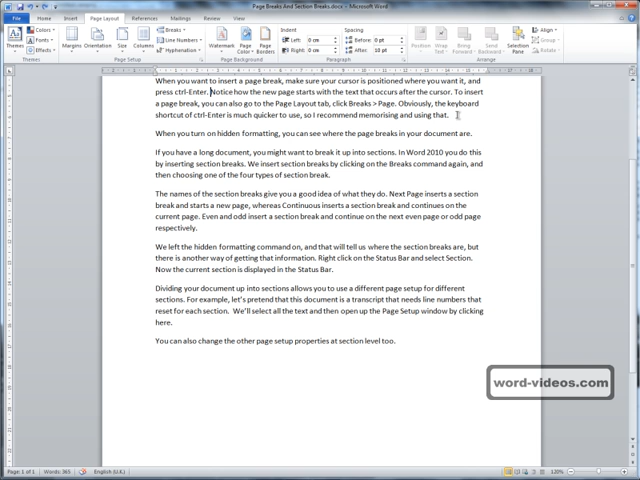 Page Breaks And Section Breaks.docx - Microsoft Word
File Home Insert Page Layout References Mailings Review View
Themes Colors Fonts Effects
Margins Orientation Size Columns Breaks Line Numbers Hyphenation
Watermark Page Color Page Borders
Indent Spacing
Left: 0 cm Before: 0 pt
Right: 0 cm After: 10 pt
Position Wrap Text Bring Forward Send Backward Selection Pane Align Group Rotate
Themes Page Setup Page Background Paragraph Arrange
When you want to insert a page break, make sure your cursor is positioned where you want it, and
press ctrl-Enter. Notice how the new page starts with the text that occurs after the cursor. To insert
a page break, you can also go to the Page Layout tab, click Breaks > Page. Obviously, the keyboard
shortcut of ctrl-Enter is much quicker to use, so I recommend memorising and using that.
When you turn on hidden formatting, you can see where the page breaks in your document are.
If you have a long document, you might want to break it up into sections. In Word 2010 you do this
by inserting section breaks. We insert section breaks by clicking on the Breaks command again, and
then choosing one of the four types of section break.
The names of the section breaks give you a good idea of what they do. Next Page inserts a section
break and starts a new page, whereas Continuous inserts a section break and continues on the
current page. Even and odd insert a section break and continue on the next even page or odd page
respectively.
We left the hidden formatting command on, and that will tell us where the section breaks are, but
there is another way of getting that information. Right click on the Status Bar and select Section.
Now the current section is displayed in the Status Bar.
Dividing your document up into sections allows you to use a different page setup for different
sections. For example, let's pretend that this document is a transcript that needs line numbers that
reset for each section. We'll select all the text and then open up the Page Setup window by clicking
here.
You can also change the other page setup properties at section level too.
word-videos.com
Page: 1 of 1 Words: 365 English (U.K.) 120%